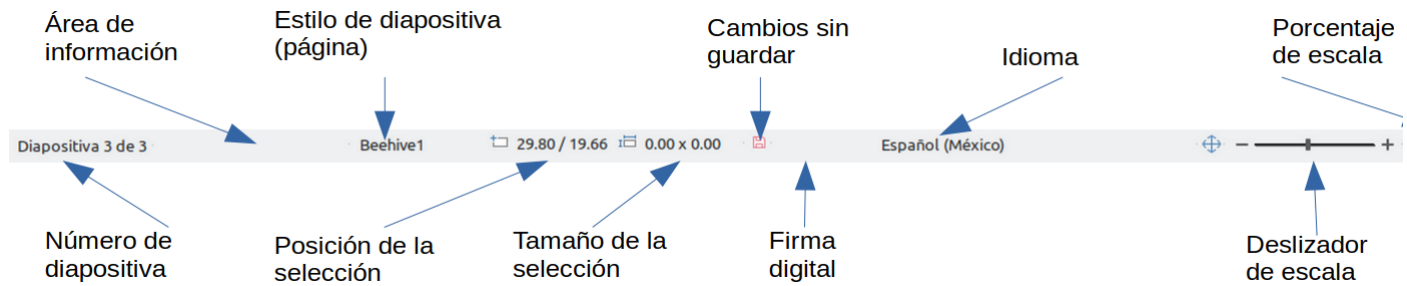 Área de
información
Estilo de diapositiva
(página)
Cambios sin
guardar
Idioma
Porcentaje
de escala
Diapositiva 3 de 3
Beehive1
29.80 / 19.66
0.00 x 0.00
Español (México)
Número de
diapositiva
Posición de la
selección
Tamaño de la
selección
Firma
digital
Deslizador
de escala